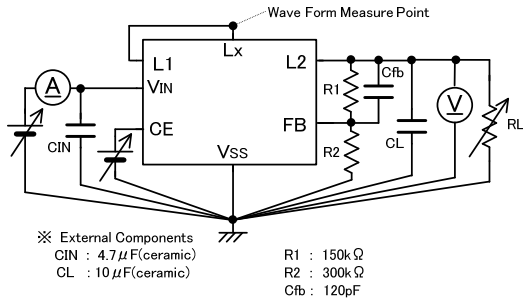 Wave Form Measure Point
Lx
L1
L2
A
VIN
R1
Cfb
V
CE
FB
RL
CIN
VSS
R2
CL
※ External Components
CIN : 4.7μF(ceramic)
CL : 10μF(ceramic)
R1 : 150kΩ
R2 : 300kΩ
Cfb : 120pF